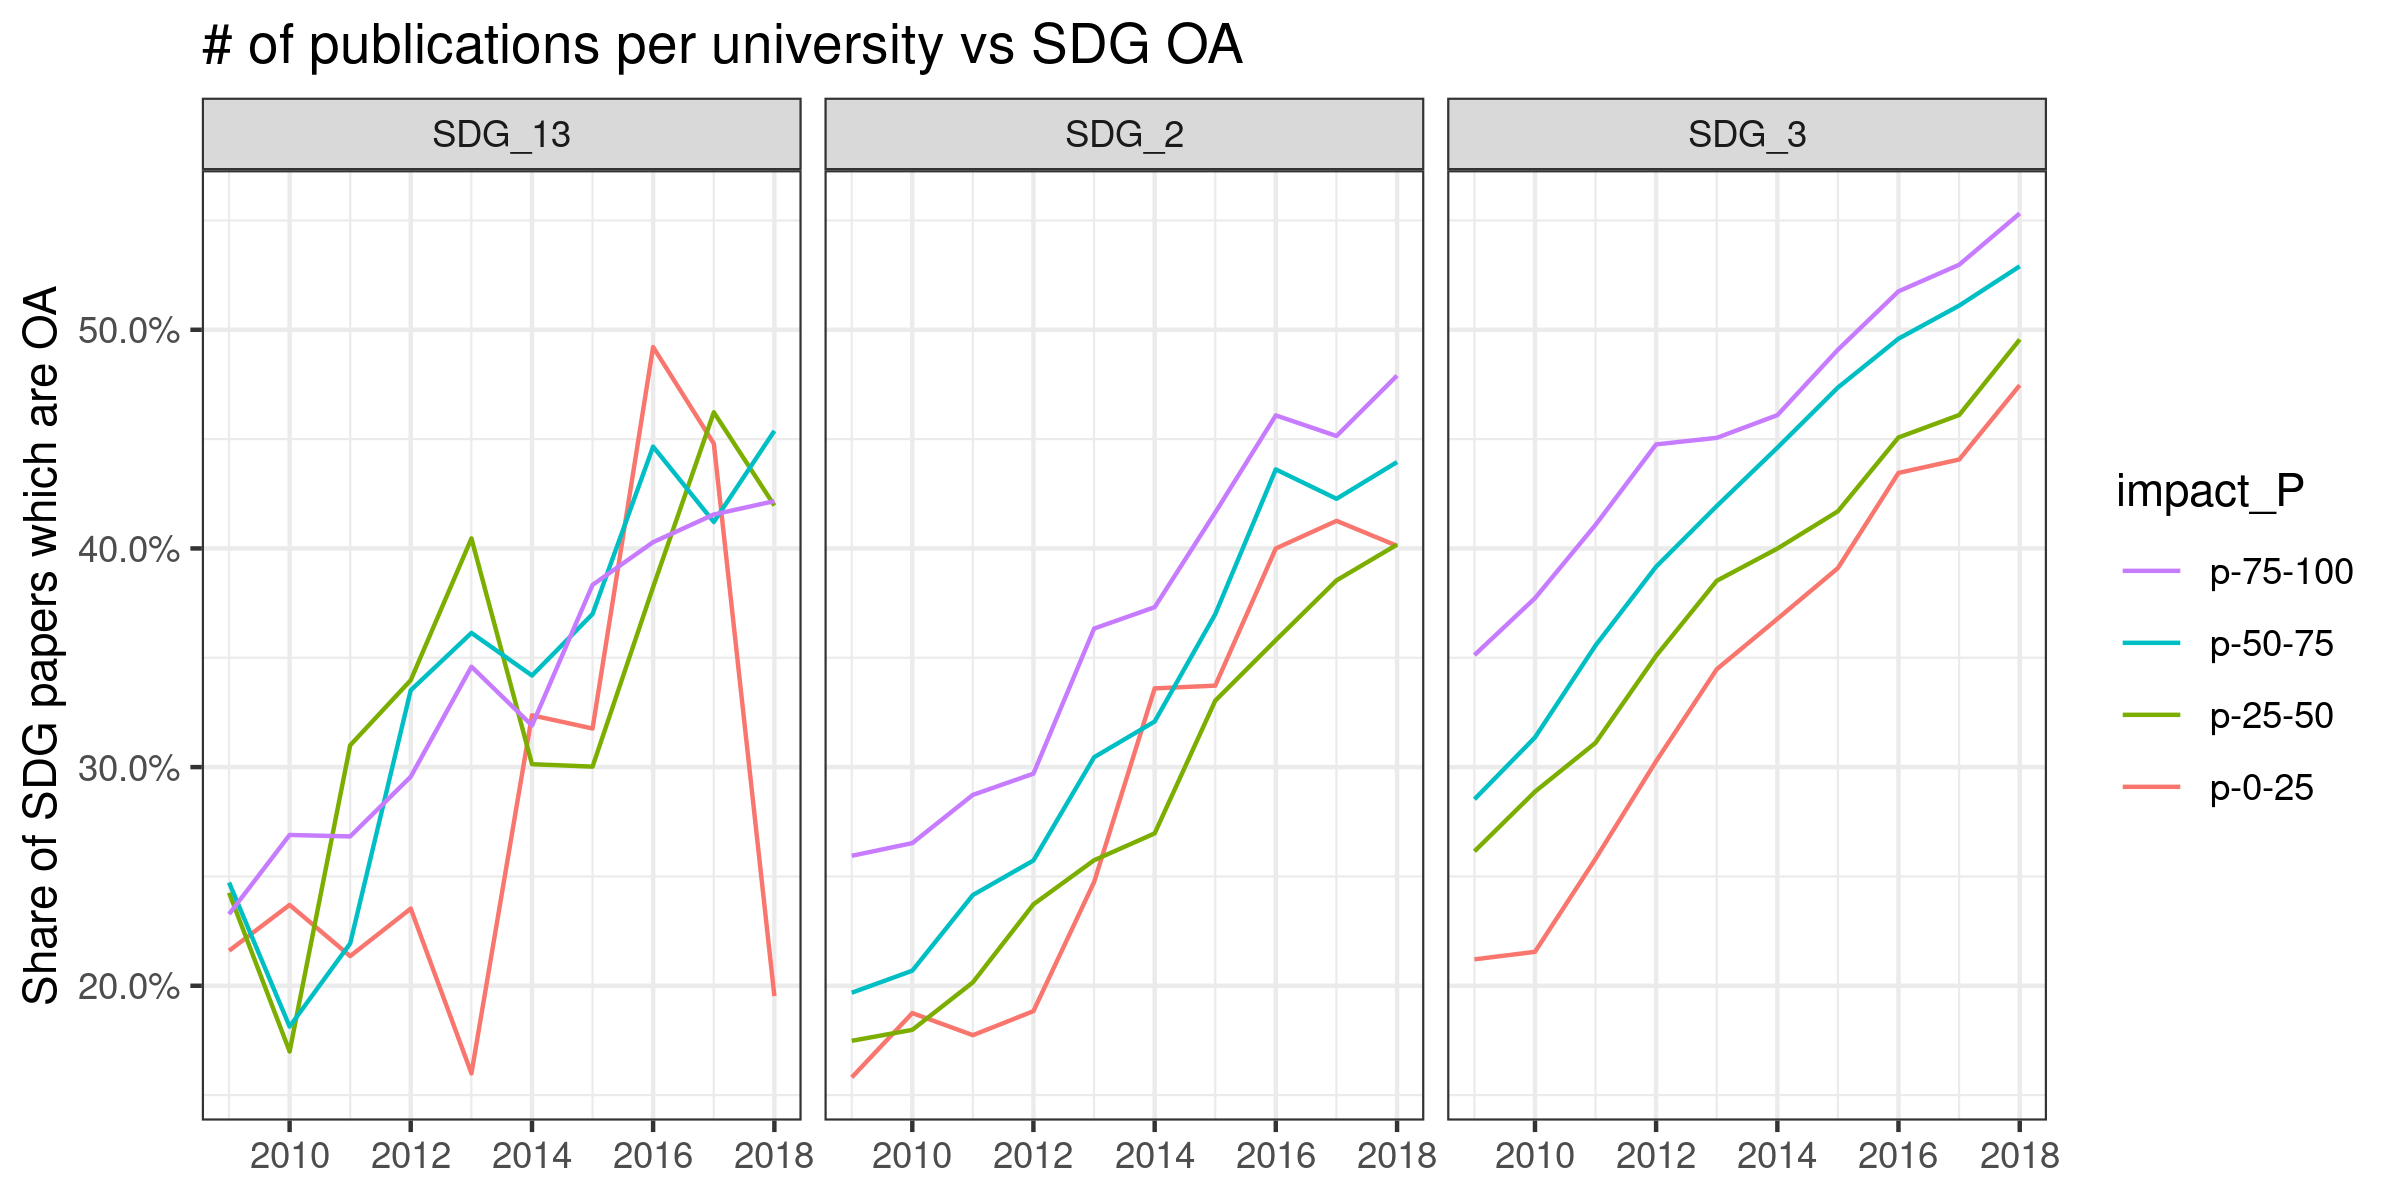 # of publications per university vs SDG OA
SDG_13
SDG_2
SDG_3
Share of SDG papers which are OA
50.0%
40.0%
30.0%
20.0%
2010 2012 2014 2016 2018
2010 2012 2014 2016 2018
2010 2012 2014 2016 2018
impact_P
p-75-100
p-50-75
p-25-50
p-0-25